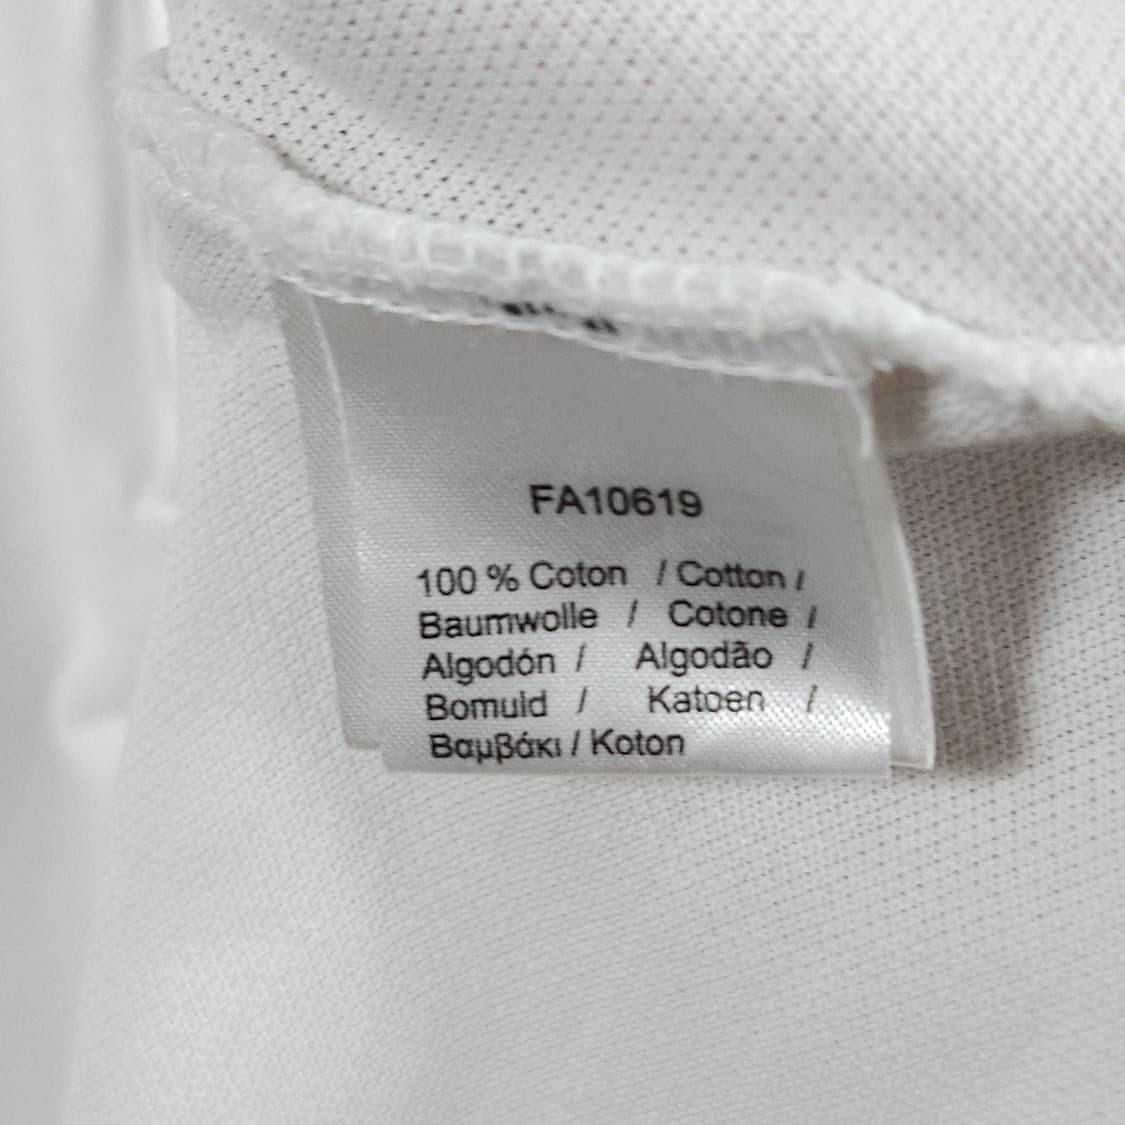 FA10619
100 % Coton / Cotton /
Baumwolle / Cotone /
Algodón / Algodão /
Bomuld / Katoen /
Βαμβάκι / Koton